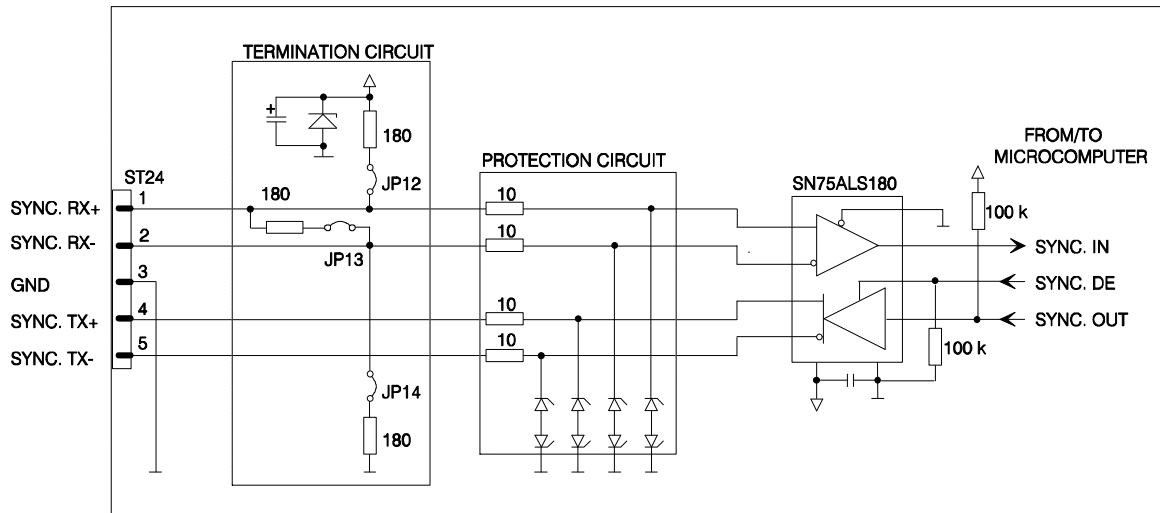 TERMINATION CIRCUIT
+
180
JP12
180
JP13
JP14
180
ST24
SYNC. RX+ 1
SYNC. RX- 2
GND 3
SYNC. TX+ 4
SYNC. TX- 5
PROTECTION CIRCUIT
10
10
10
10
SN75ALS180
FROM/TO
MICROCOMPUTER
100 k
SYNC. IN
SYNC. DE
SYNC. OUT
100 k